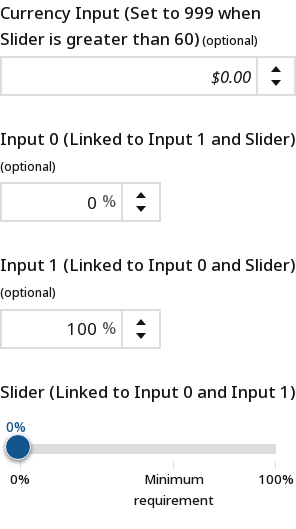 Currency Input (Set to 999 when
Slider is greater than 60) (optional)
$0.00
Input 0 (Linked to Input 1 and Slider)
(optional)
0 %
Input 1 (Linked to Input 0 and Slider)
(optional)
100 %
Slider (Linked to Input 0 and Input 1)
0%
0% Minimum 100%
requirement